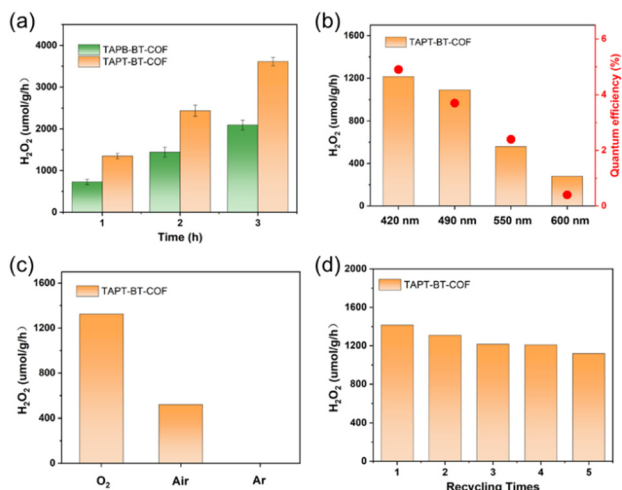 (a)
TAPB-BT-COF
TAPT-BT-COF
H₂O₂ (umol/g/h)
4000
3000
2000
1000
0
1 2 3
Time (h)
(b)
TAPT-BT-COF
H₂O₂ (umol/g/h)
1600
1200
800
400
0
6
4
2
0
Quantum efficiency (%)
420 nm 490 nm 550 nm 600 nm
(c)
TAPT-BT-COF
H₂O₂ (umol/g/h)
1600
1200
800
400
0
O₂ Air Ar
(d)
TAPT-BT-COF
H₂O₂ (umol/g/h)
2000
1600
1200
800
400
0
1 2 3 4 5
Recycling Times